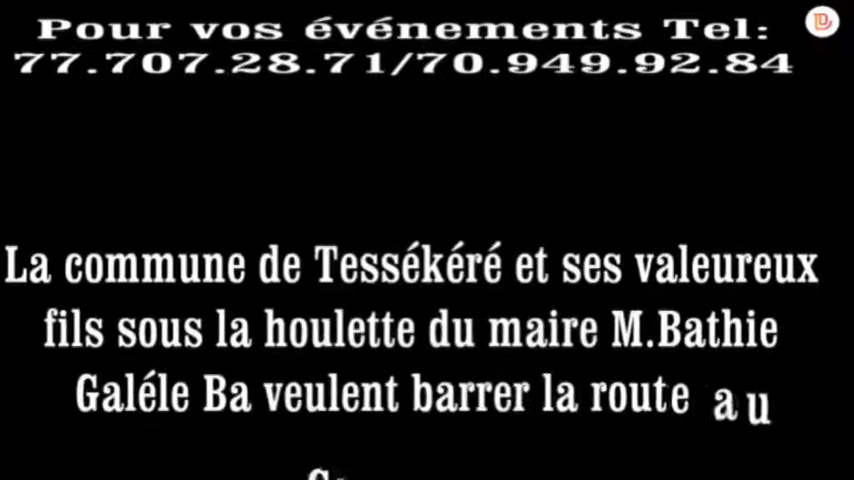 Pour vos événements Tel:
77.707.28.71/70.949.92.84
La commune de Tessékéré et ses valeureux
fils sous la houlette du maire M.Bathie
Galéle Ba veulent barrer la route au